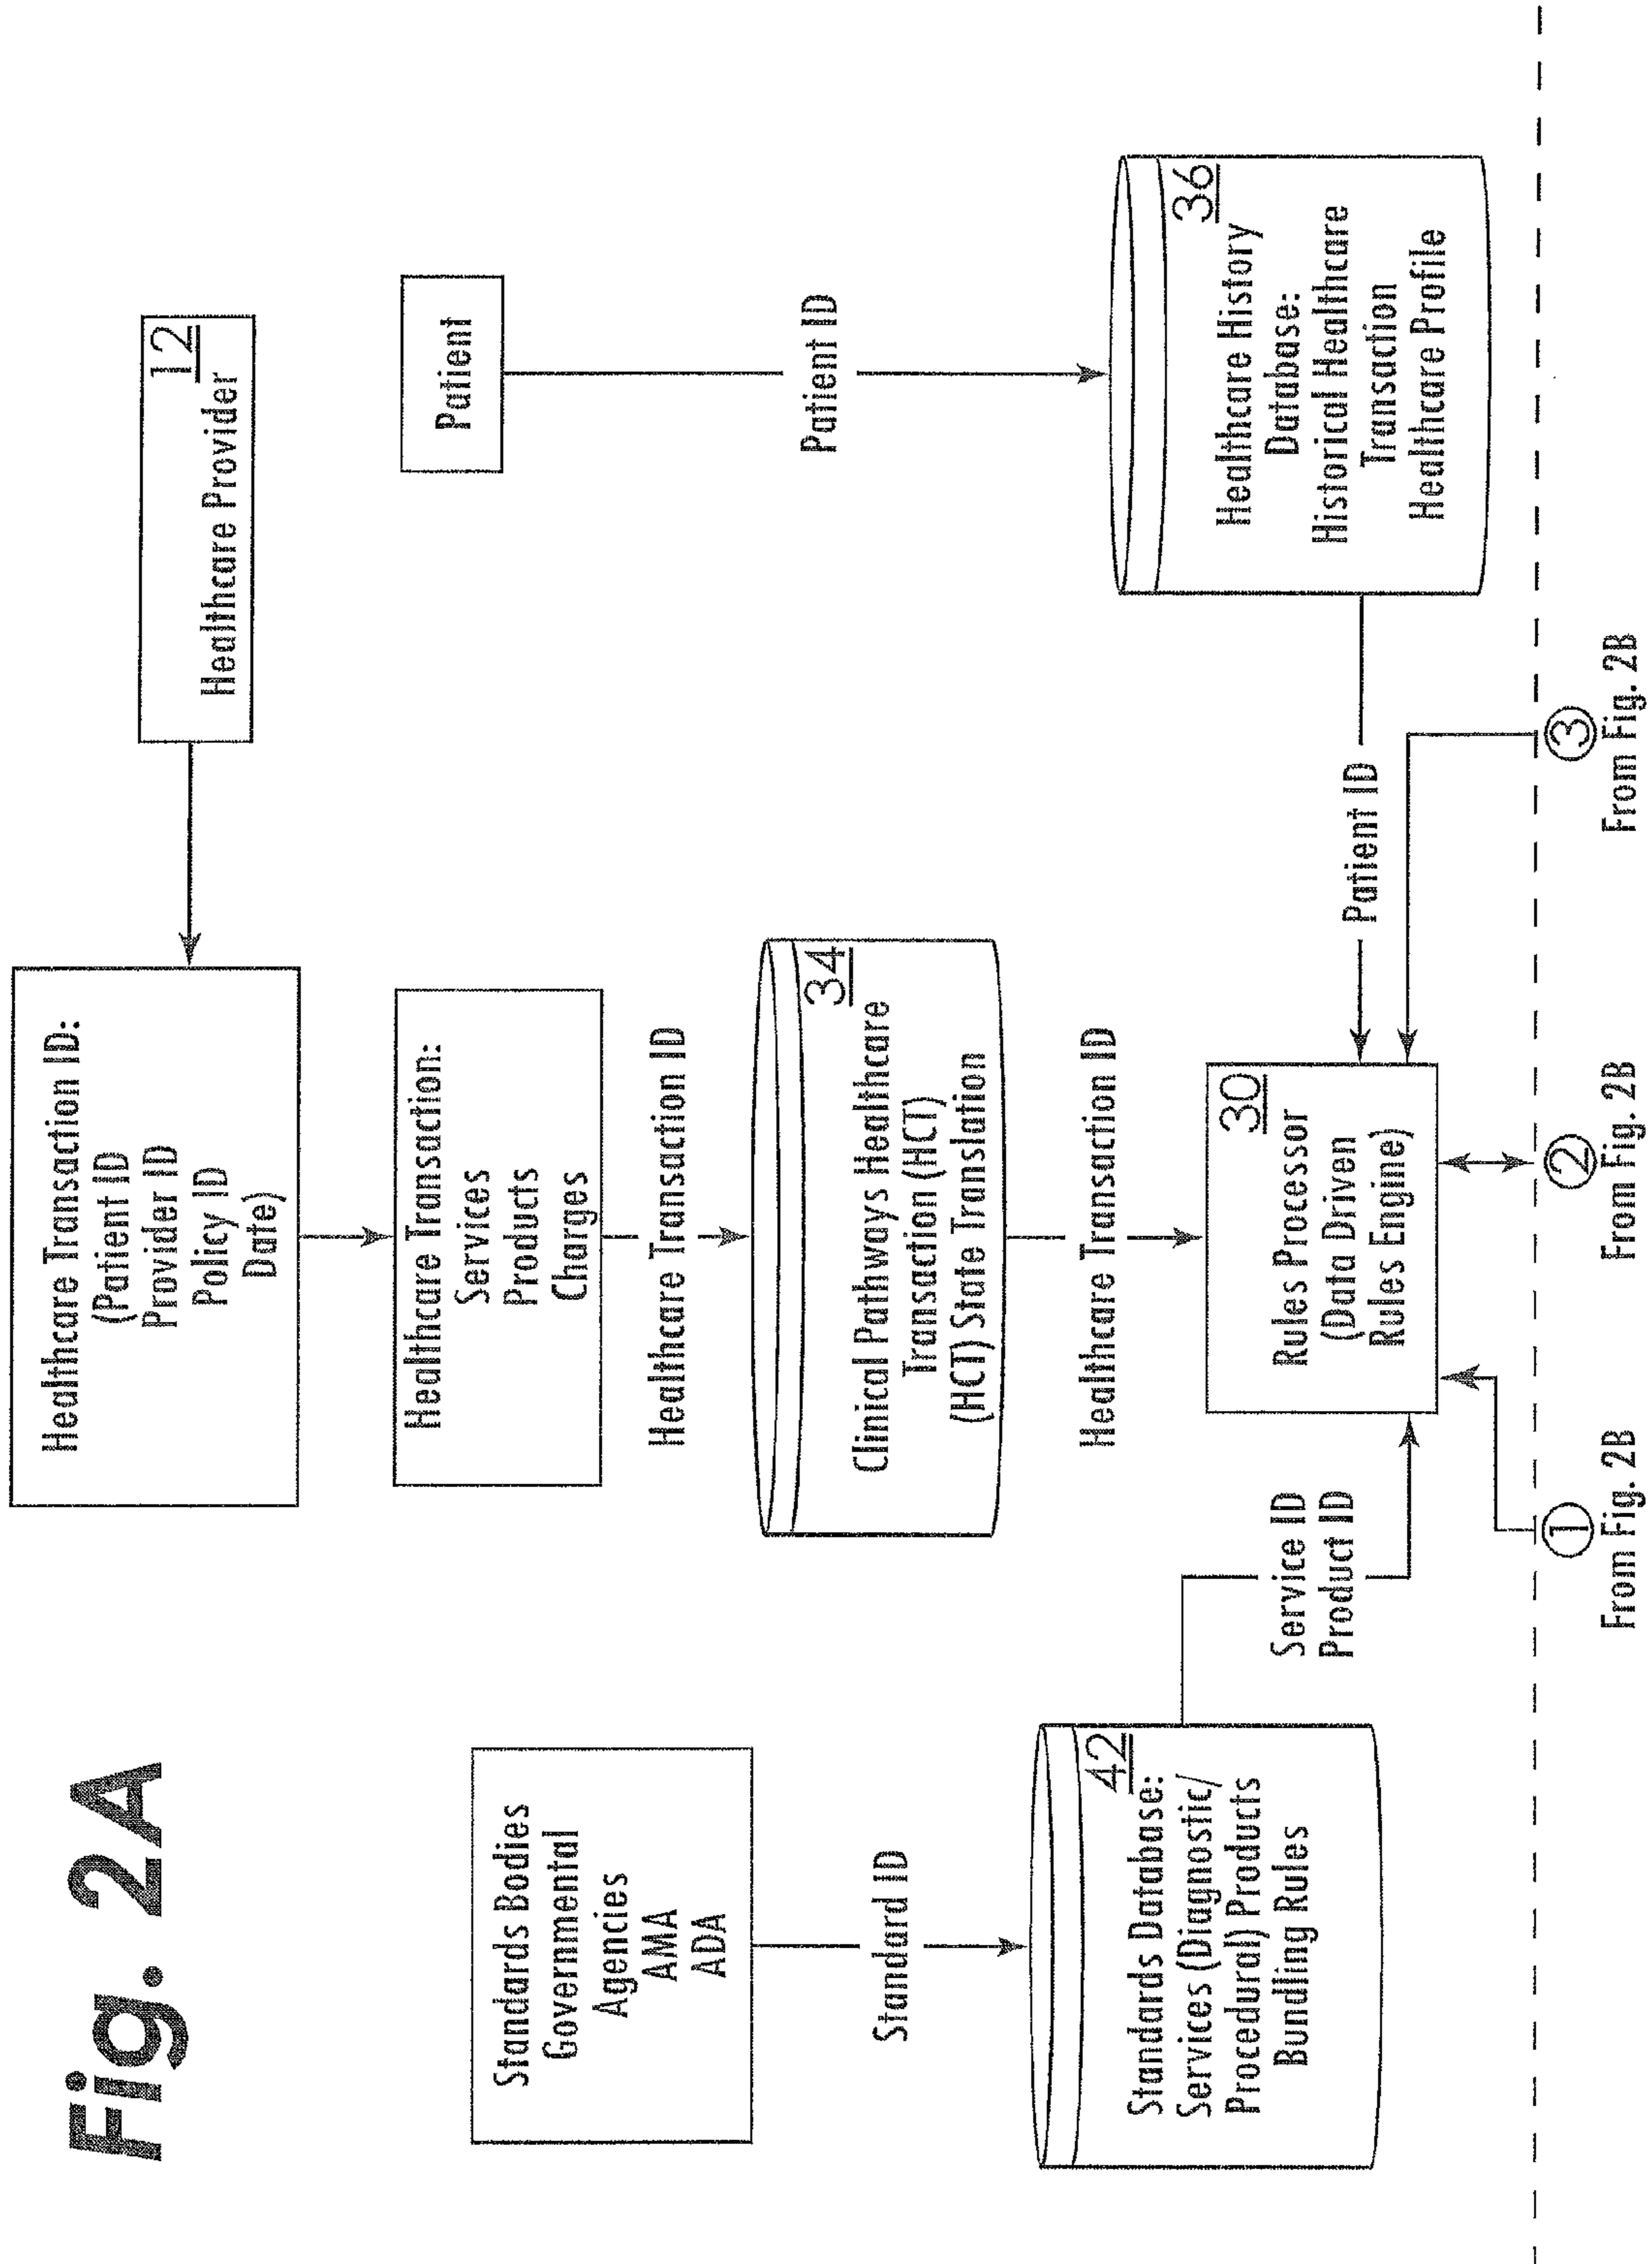 Fig. 2A
12
Healthcare Provider
Healthcare Transaction ID:
(Patient ID
Provider ID
Policy ID
Date)
Patient
Healthcare Transaction:
Services
Products
Charges
Standards Bodies
Governmental
Agencies
AMA
ADA
Healthcare Transaction ID
Patient ID
34
Clinical Pathways Healthcare
Transaction (HCT)
(HCT) State Translation
Standard ID
42
Standards Database:
Services (Diagnostic/
Procedural) Products
Bundling Rules
Healthcare Transaction ID
36
Healthcare History
Database:
Historical Healthcare
Transaction
Healthcare Profile
Service ID
Product ID
30
Rules Processor
(Data Driven
Rules Engine)
Patient ID
1
From Fig. 2B
2
From Fig. 2B
3
From Fig. 2B